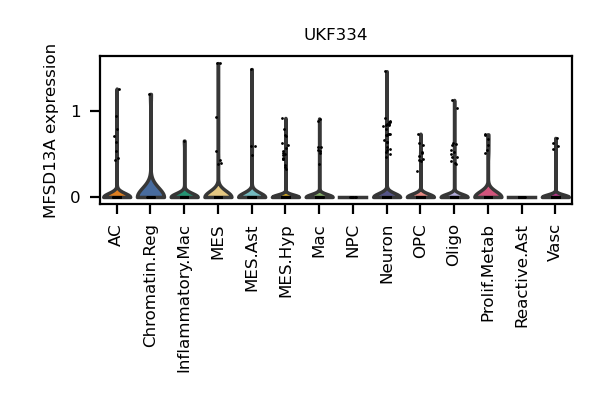 UKF334
MFSD13A expression
1
0
AC
Chromatin.Reg
Inflammatory.Mac
MES
MES.Ast
MES.Hyp
Mac
NPC
Neuron
OPC
Oligo
Prolif.Metab
Reactive.Ast
Vasc